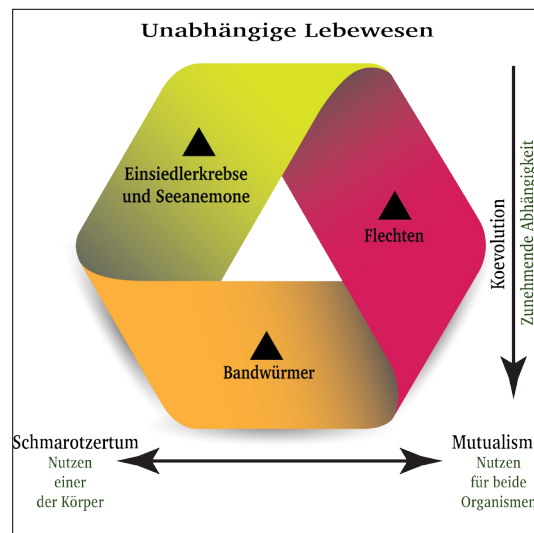 Unabhängige Lebewesen
Einsiedlerkrebse
und Seeanemone
Flechten
Bandwürmer
Koevolution
Zunehmende Abhängigkeit
Schmarotzertum
Nutzen
einer
der Körper
Mutualism
Nutzen
für beide
Organismen